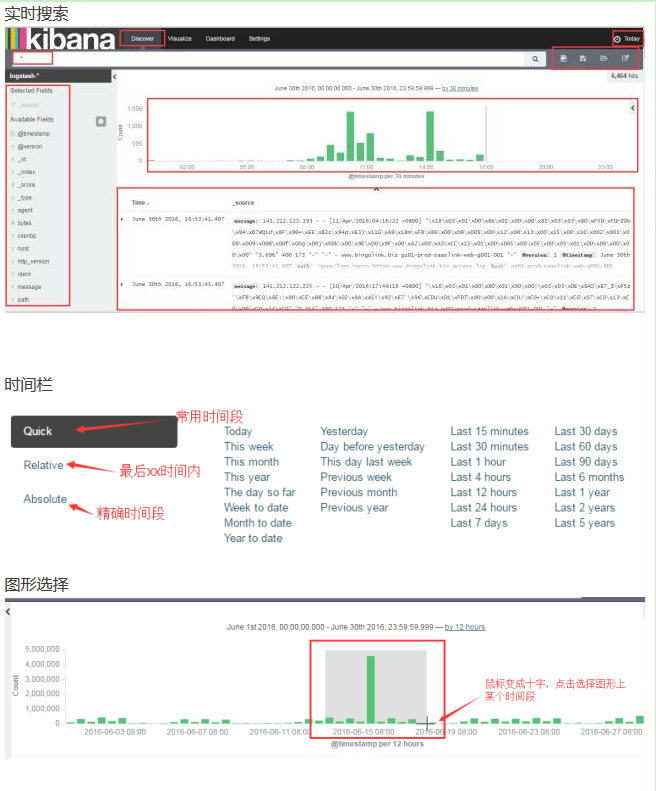 实时搜索
kibana
Discover Visualize Dashboard Settings
Today
*
logstash-*
6,464 hits
Selected Fields
? _source
Available Fields
@timestamp
t @version
t _id
t _index
# _score
t _type
t agent
# bytes
t clientip
t host
t http_version
t ident
t message
t path
June 30th 2016, 00:00:00.000 - June 30th 2016, 23:59:59.999 — by 30 minutes
Count
1,500
1,000
500
0
02:00 05:00 08:00 11:00 14:00 17:00 20:00 23:00
@timestamp per 30 minutes
Time _source
June 30th 2016, 16:53:41.407
message: 141.212.122.193 - - [11/Apr/2016:04:16:22 +0800]
400 173 "-" "-" - www.bingolink.biz
@version: 1 @timestamp: June 30th
June 30th 2016, 16:53:41.407
message: 141.212.122.225 - - [10/Apr/2016:17:49:16 +0800]
时间栏
Quick
常用时间段
Relative
最后xx时间内
Absolute
精确时间段
Today Yesterday Last 15 minutes Last 30 days
This week Day before yesterday Last 30 minutes Last 60 days
This month This day last week Last 1 hour Last 90 days
This year Previous week Last 4 hours Last 6 months
The day so far Previous month Last 12 hours Last 1 year
Week to date Previous year Last 24 hours Last 2 years
Month to date Last 7 days Last 5 years
Year to date
图形选择
June 1st 2016, 00:00:00.000 - June 30th 2016, 23:59:59.999 — by 12 hours
Count
5,000,000
4,000,000
3,000,000
2,000,000
1,000,000
0
鼠标变成十字，点击选择图形上
某个时间段
2016-06-03 08:00 2016-06-07 08:00 2016-06-11 08:00 2016-06-15 08:00 2016-06-19 08:00 2016-06-23 08:00 2016-06-27 08:00
@timestamp per 12 hours